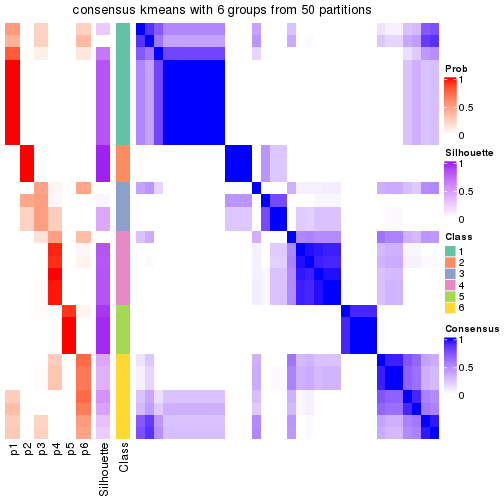 consensus kmeans with 6 groups from 50 partitions
Prob
1
0.5
0
Silhouette
1
0.5
0
Class
1
2
3
4
5
6
Consensus
1
0.5
0
p1
p2
p3
p4
p5
p6
Silhouette
Class